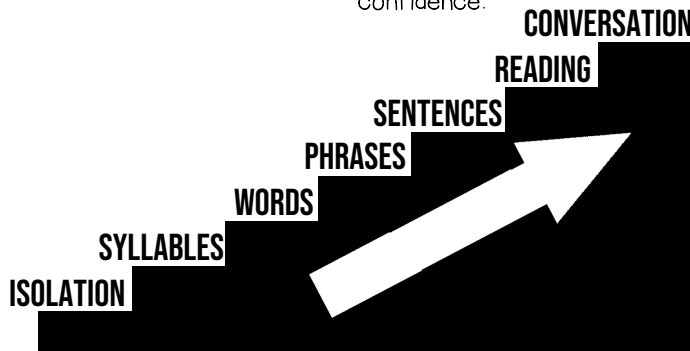 confidence.
CONVERSATION
READING
SENTENCES
PHRASES
WORDS
SYLLABLES
ISOLATION